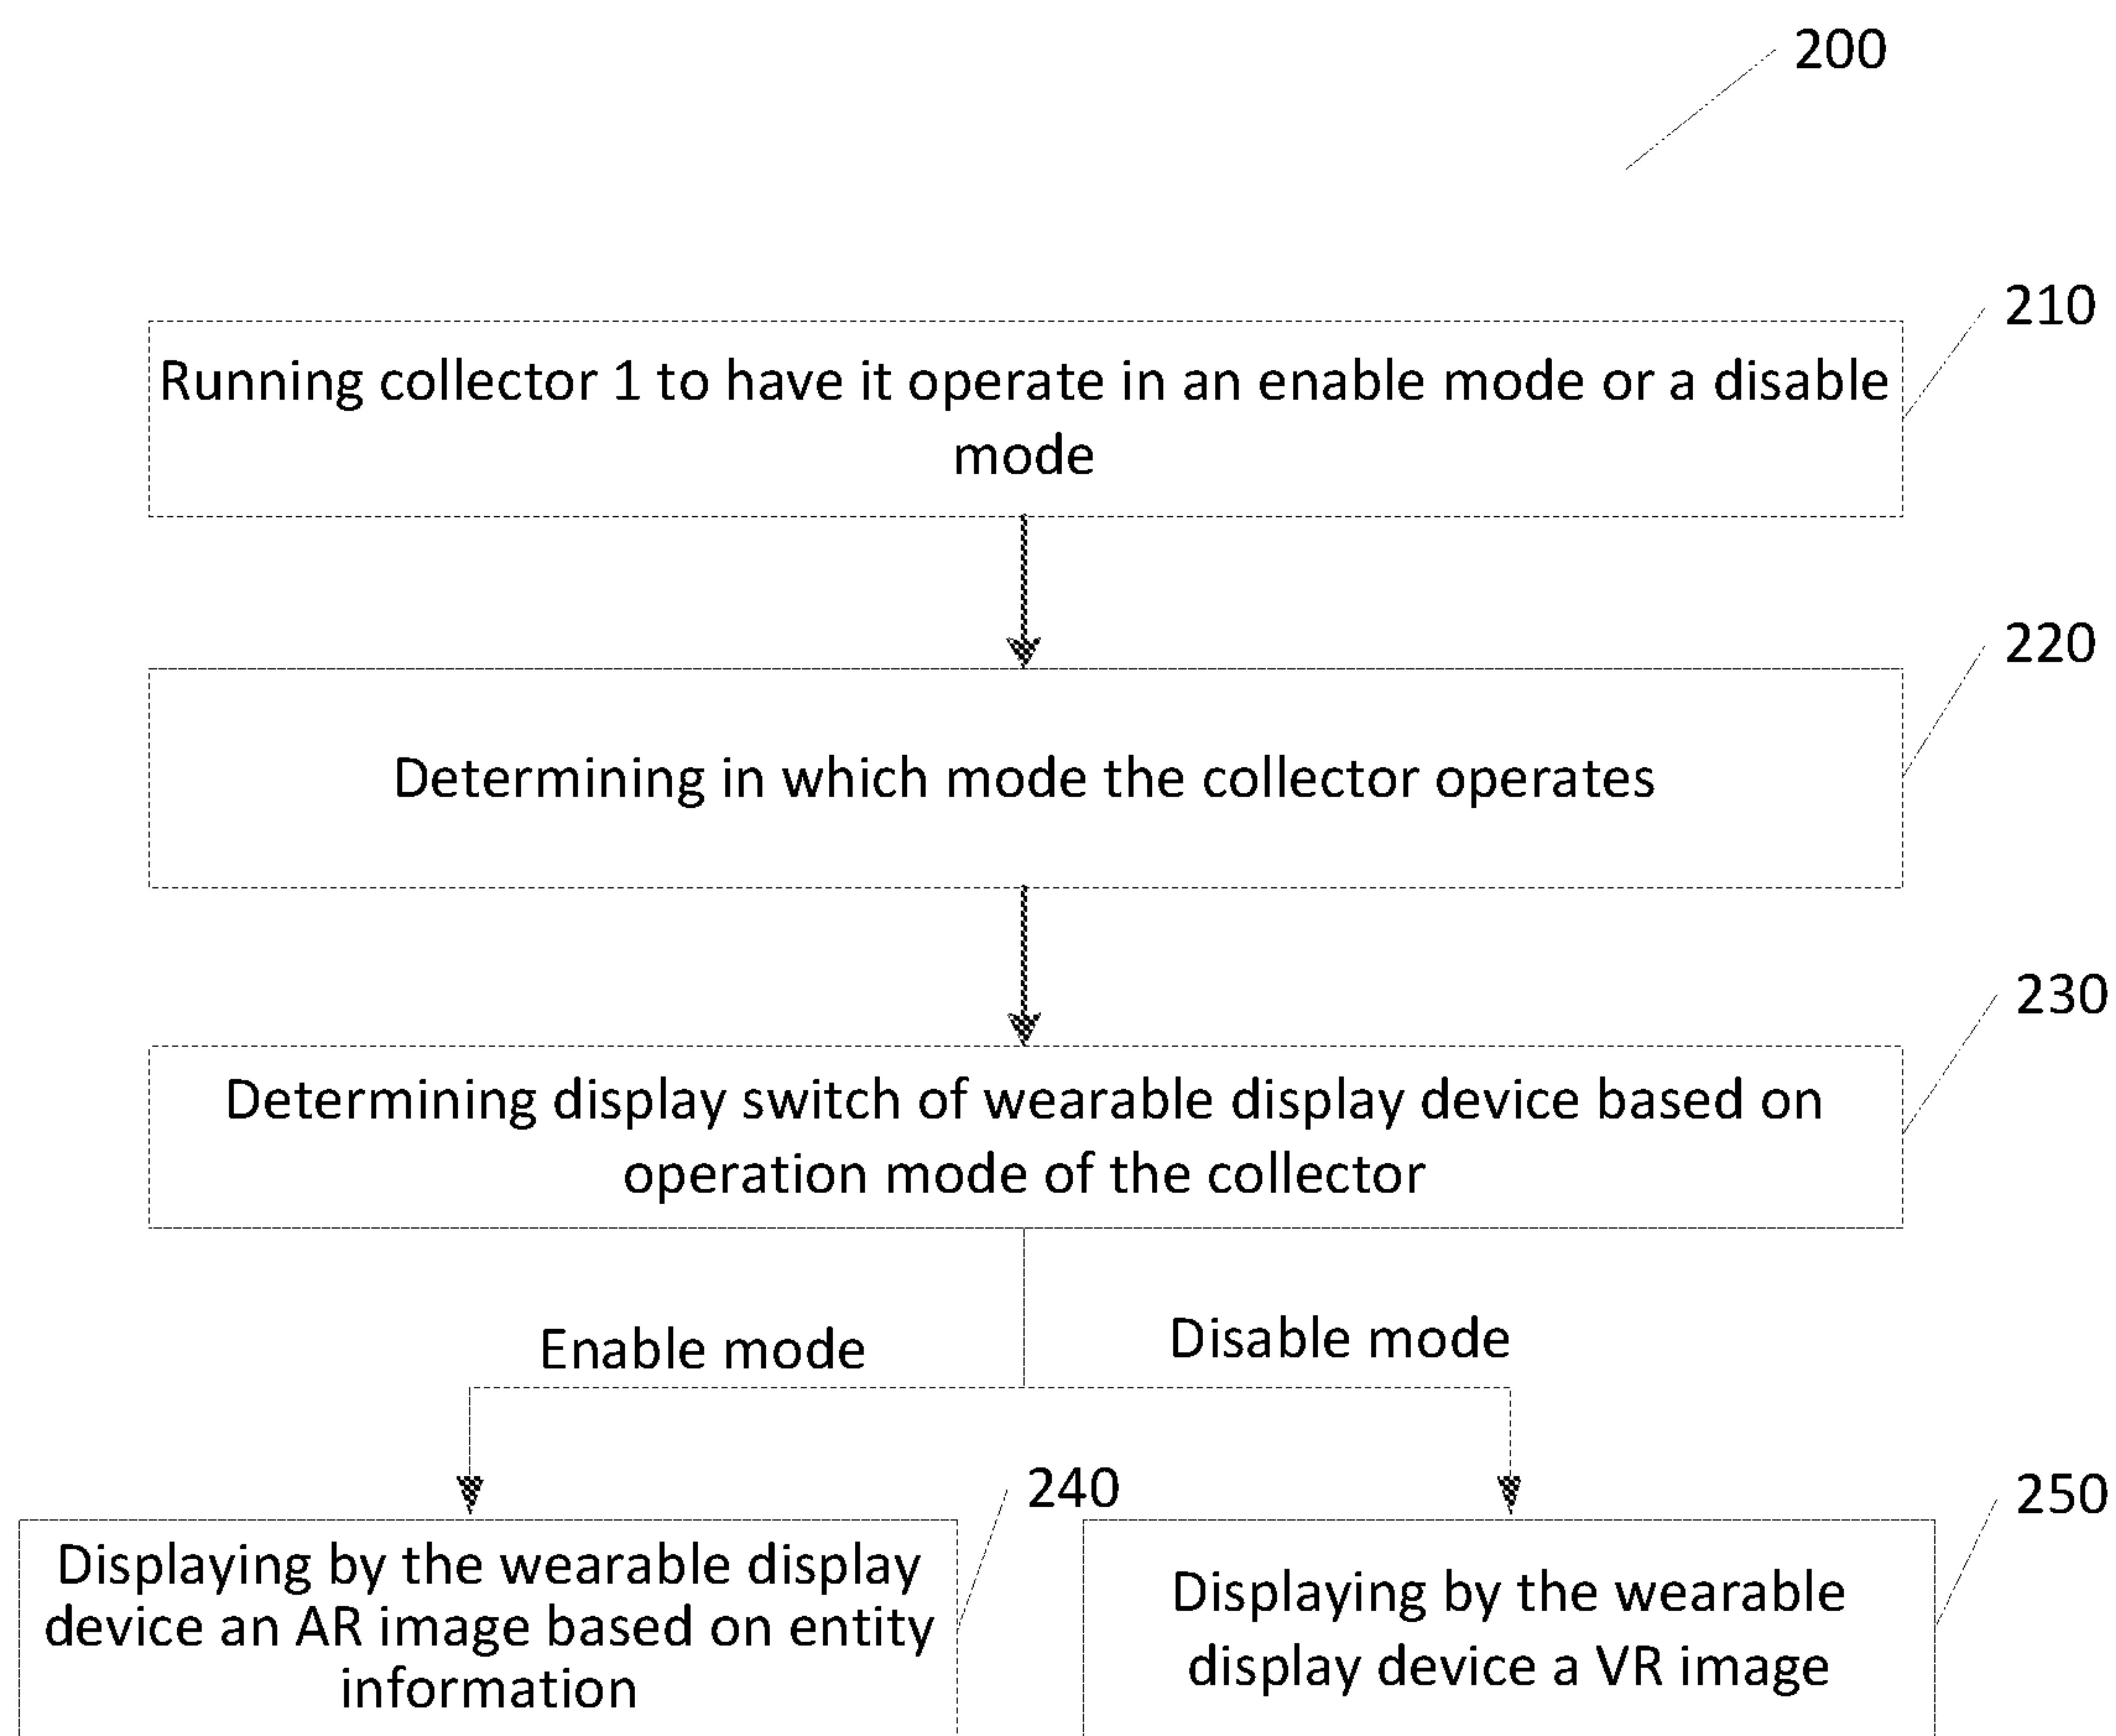 200
210
Running collector 1 to have it operate in an enable mode or a disable
mode
220
Determining in which mode the collector operates
230
Determining display switch of wearable display device based on
operation mode of the collector
Enable mode
Disable mode
240
Displaying by the wearable display
device an AR image based on entity
information
250
Displaying by the wearable
display device a VR image